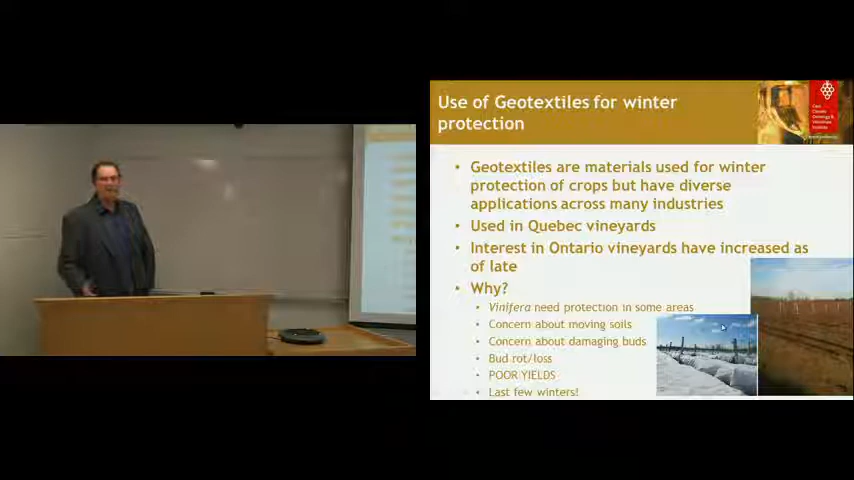 Use of Geotextiles for winter
protection
• Geotextiles are materials used for winter
protection of crops but have diverse
applications across many industries
• Used in Quebec vineyards
• Interest in Ontario vineyards have increased as
of late
• Why?
• Vinifera need protection in some areas
• Concern about moving soils
• Concern about damaging buds
• Bud rot/loss
• POOR YIELDS
• Last few winters!